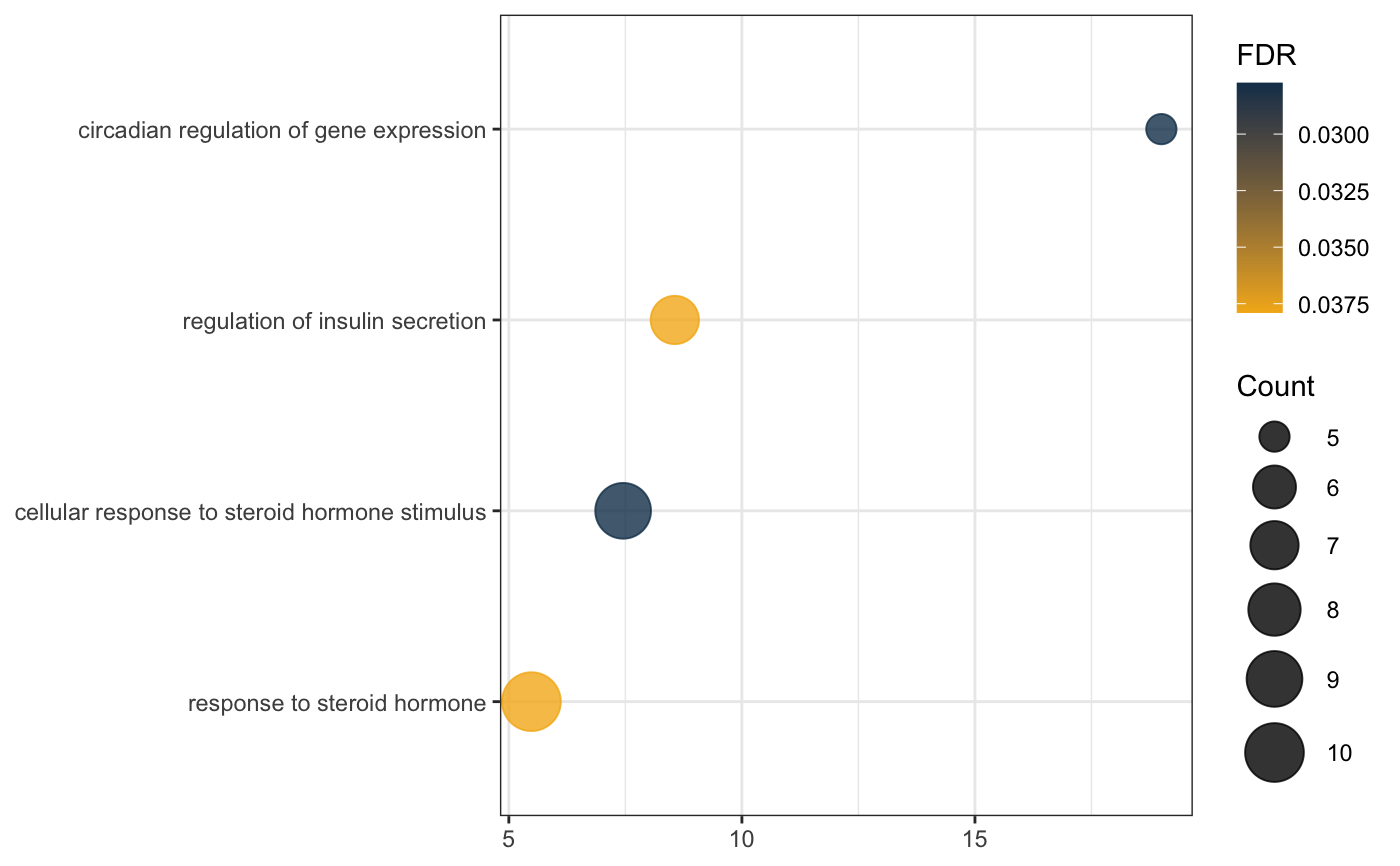 circadian regulation of gene expression
regulation of insulin secretion
cellular response to steroid hormone stimulus
response to steroid hormone
5 10 15
FDR
0.0300
0.0325
0.0350
0.0375
Count
5
6
7
8
9
10